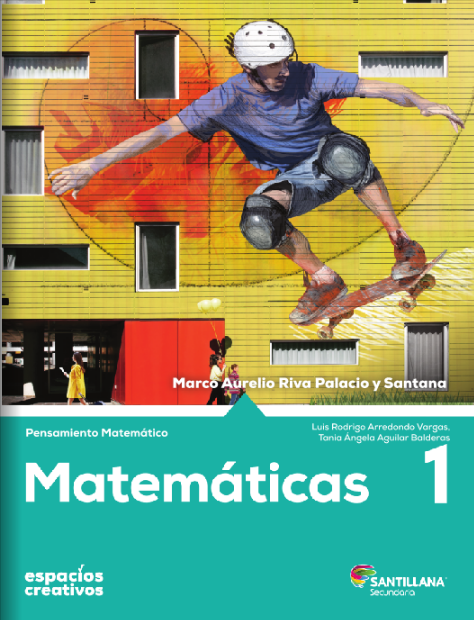 Marco Aurelio Riva Palacio y Santana
Luis Rodrigo Arredondo Vargas,
Tania Ángela Aguilar Balderas
Pensamiento Matemático
Matemáticas 1
espacios
creativos
SANTILLANA
Secundaria